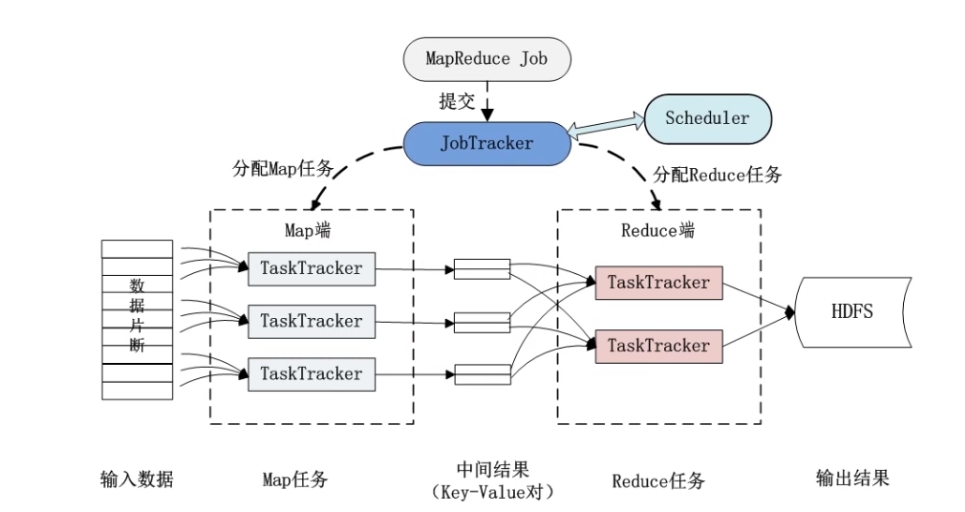 MapReduce Job
提交
Scheduler
JobTracker
分配Map任务
分配Reduce任务
Map端
Reduce端
数据片断
TaskTracker
TaskTracker
TaskTracker
TaskTracker
TaskTracker
HDFS
输入数据
Map任务
中间结果
（Key-Value对）
Reduce任务
输出结果